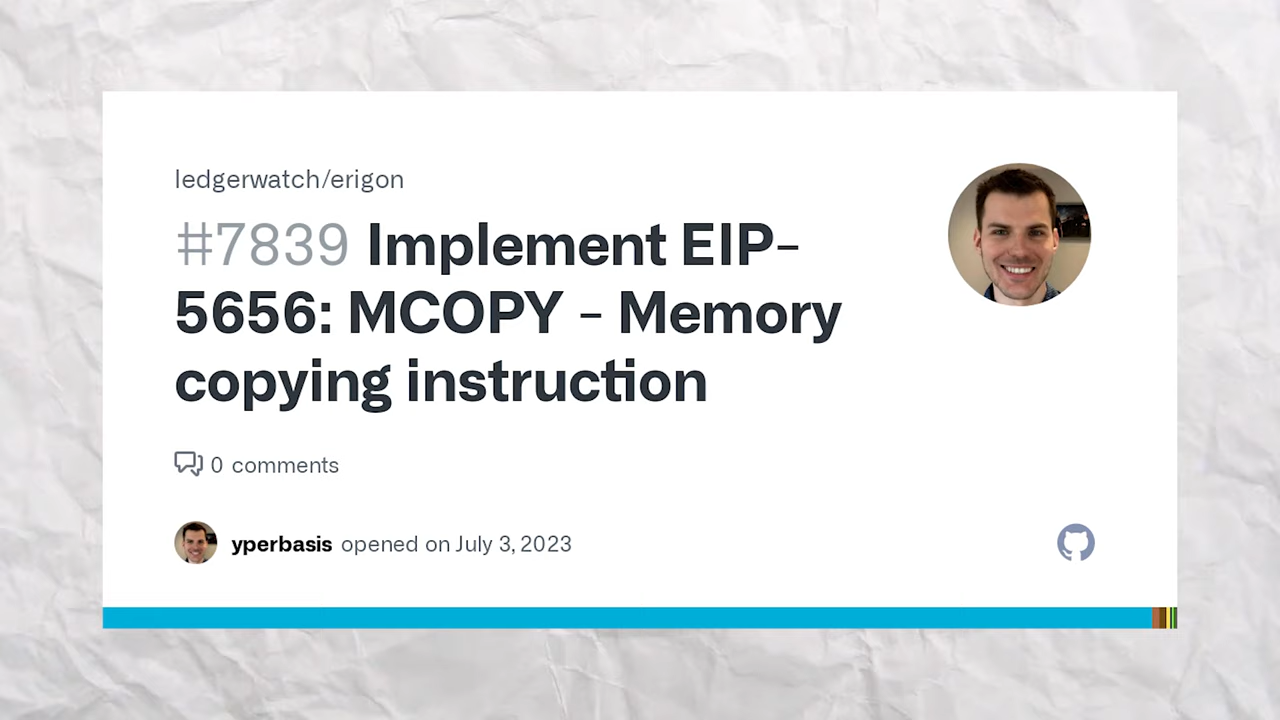 ledgerwatch/erigon
#7839 Implement EIP-
5656: MCOPY - Memory
copying instruction
0 comments
yperbasis opened on July 3, 2023